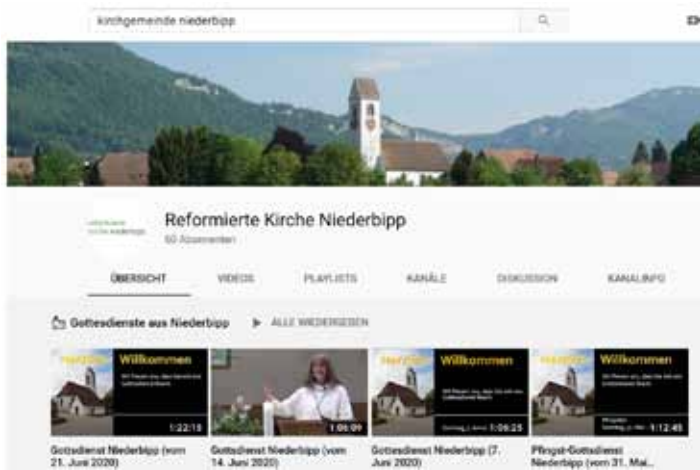 kirchgemeinde niederbipp
Reformierte Kirche Niederbipp
60 Abonnenten
ÜBERSICHT VIDEOS PLAYLISTS KANÄLE DISKUSSION KANALINFO
Gottesdienste aus Niederbipp ▶ ALLE WIEDERGEBEN
Herzlich Willkommen
1:22:15
1:06:09
Willkommen
1:06:25
Willkommen
1:12:45
Gottesdienst Niederbipp (vom
21. Juni 2020)
Gottesdienst Niederbipp (vom
14. Juni 2020)
Gottesdienst Niederbipp (7.
Juni 2020)
Pfingst-Gottesdienst
Niederbipp (vom 31. Mai...